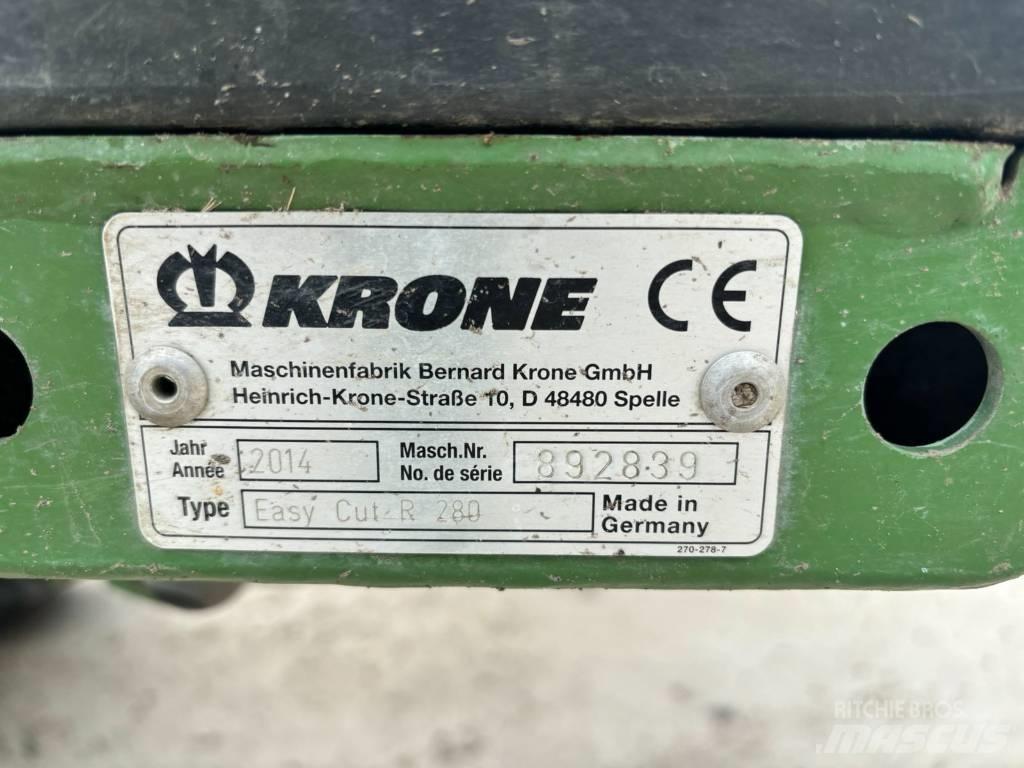 KRONE CE
Maschinenfabrik Bernard Krone GmbH
Heinrich-Krone-Straße 10, D 48480 Spelle
Jahr
Année 2014
Masch.Nr.
No. de série 892839
Type Easy Cut R 280
Made in
Germany
270-278-7
RITCHIE BROS.
MASCUS